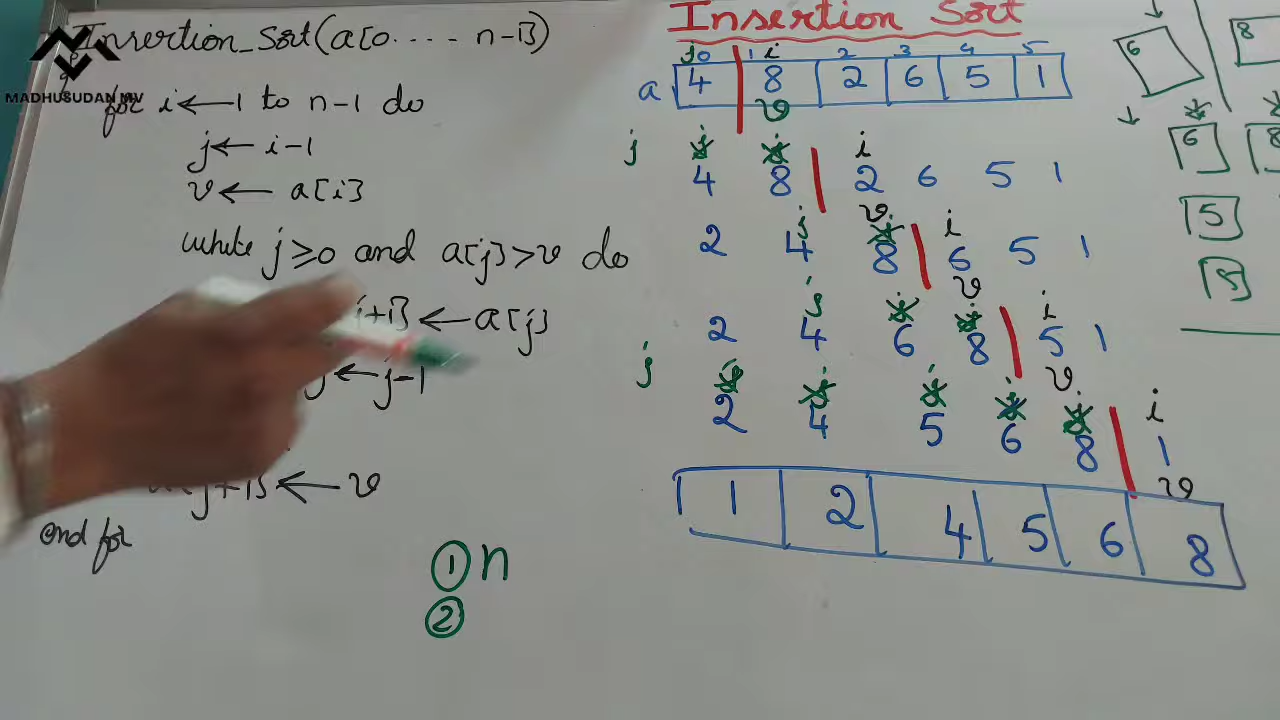 Insertion_Sort(a[0.... n-1])
MADHUSUDAN MV
for i ← 1 to n-1 do
j ← i-1
v ← a[i]
while j ≥ 0 and a[j] > v do
+1] ← a[j]
j ← j-1
a[j+1] ← v
end for
① n
②
Insertion Sort
j 0 1 i 2 3 4 5
a 4 8 2 6 5 1
v
j j j i
4 8 2 6 5 1
j j v i
2 4 8 6 5 1
v
j j j i
2 4 6 8 5 1
v
j j j j j j i
2 4 5 6 8 1
v
1 2 4 5 6 8
6 8
6 8
5